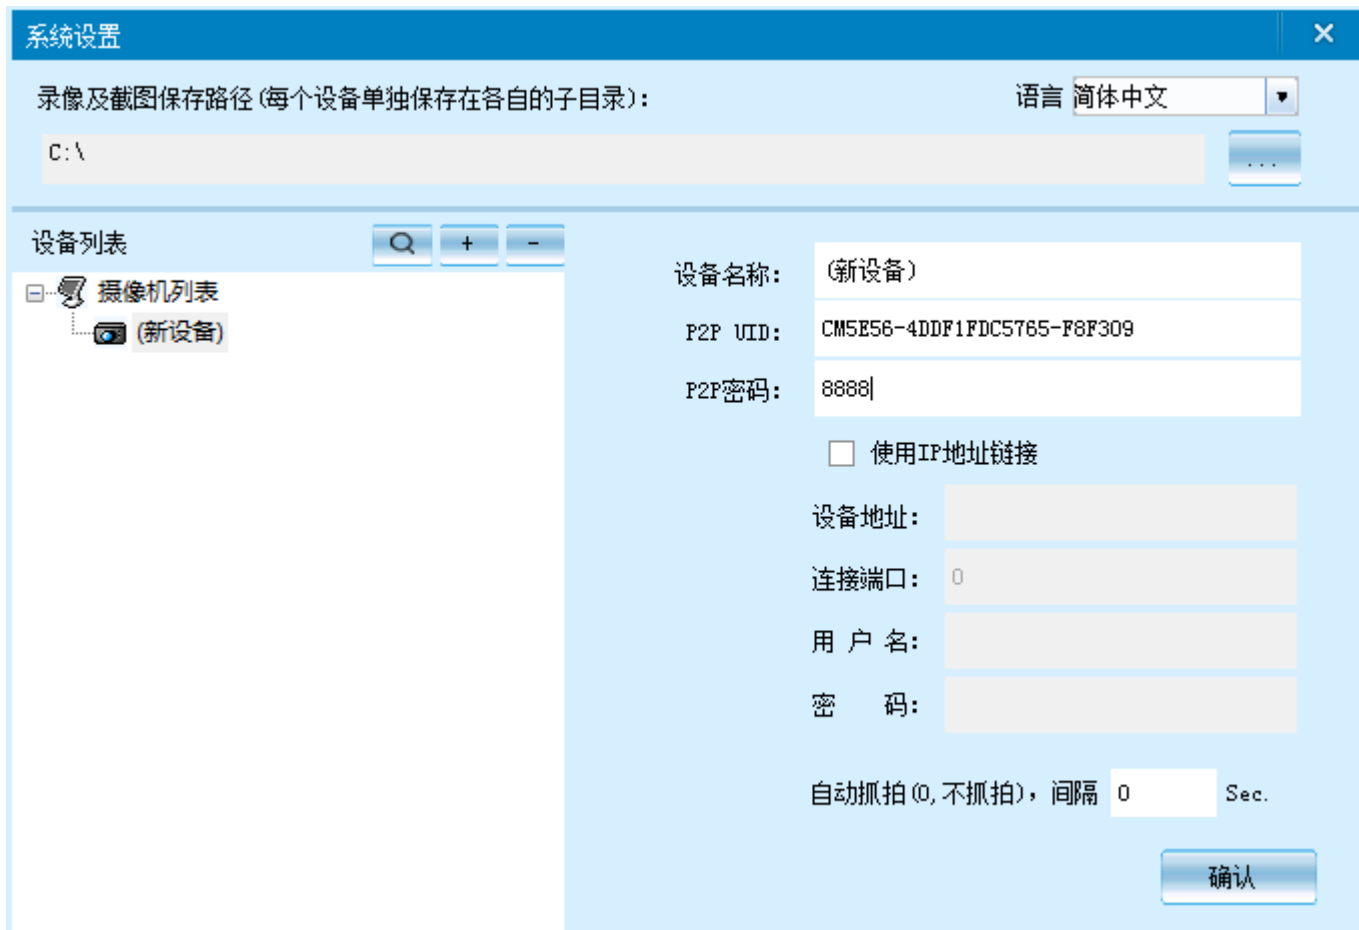 系统设置
录像及截图保存路径(每个设备单独保存在各自的子目录):
语言 简体中文
C:\
...
设备列表
+
-
摄像机列表
(新设备)
设备名称: (新设备)
P2P UID: CM5E56-4DDF1FDC5765-F8F309
P2P密码: 8888
使用IP地址链接
设备地址:
连接端口: 0
用 户 名:
密 码:
自动抓拍(0,不抓拍),间隔 0 Sec.
确认